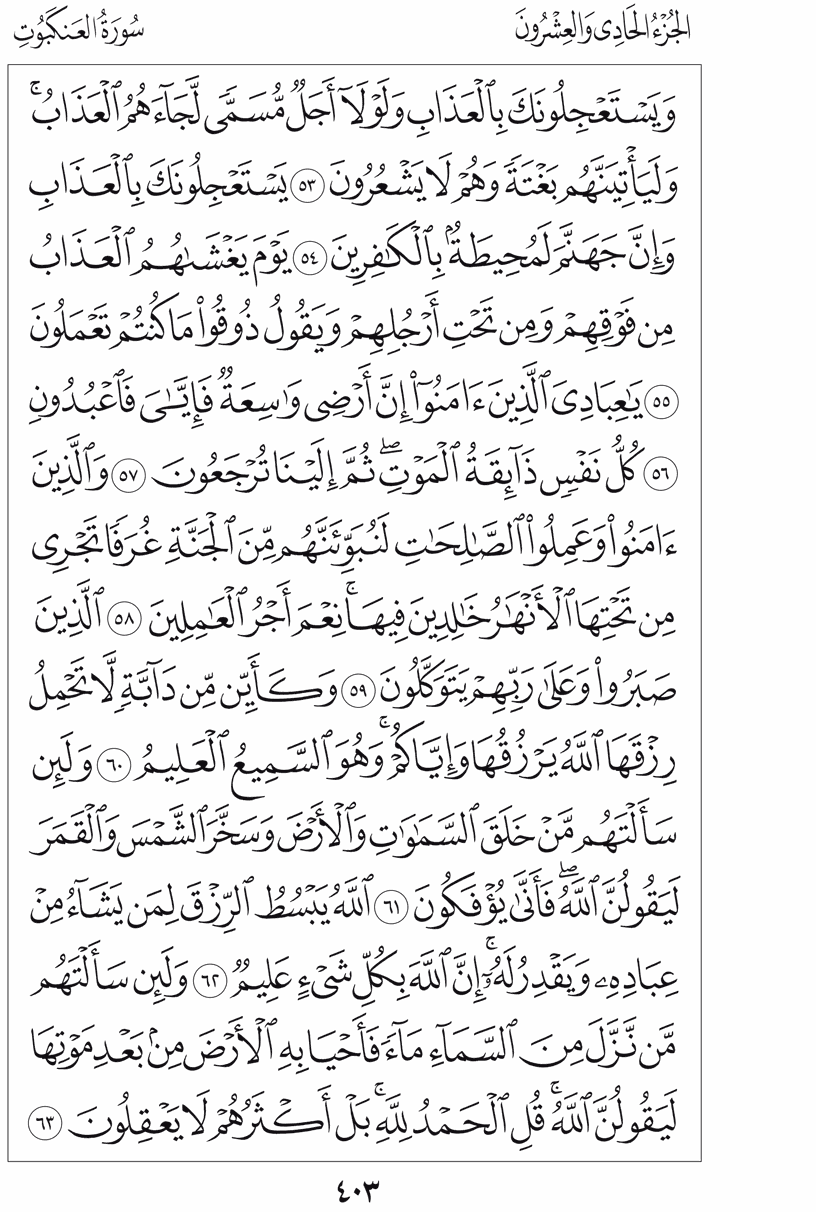 الجُزْءُ الحَادِي وَالعِشْرُونَ
سُورَةُ العَنكَبُوتِ
وَيَسْتَعْجِلُونَكَ بِٱلْعَذَابِ وَلَوْلَآ أَجَلٌ مُّسَمًّى لَّجَآءَهُمُ ٱلْعَذَابُۚ
وَلَيَأْتِيَنَّهُم بَغْتَةً وَهُمْ لَا يَشْعُرُونَ ٥٣ يَسْتَعْجِلُونَكَ بِٱلْعَذَابِ
وَإِنَّ جَهَنَّمَ لَمُحِيطَةٌۢ بِٱلْكَٰفِرِينَ ٥٤ يَوْمَ يَغْشَىٰهُمُ ٱلْعَذَابُ
مِن فَوْقِهِمْ وَمِن تَحْتِ أَرْجُلِهِمْ وَيَقُولُ ذُوقُوا۟ مَا كُنتُمْ تَعْمَلُونَ
٥٥ يَٰعِبَادِىَ ٱلَّذِينَ ءَامَنُوٓا۟ إِنَّ أَرْضِى وَٰسِعَةٌ فَإِيَّٰىَ فَٱعْبُدُونِ
٥٦ كُلُّ نَفْسٍ ذَآئِقَةُ ٱلْمَوْتِۖ ثُمَّ إِلَيْنَا تُرْجَعُونَ ٥٧ وَٱلَّذِينَ
ءَامَنُوا۟ وَعَمِلُوا۟ ٱلصَّٰلِحَٰتِ لَنُبَوِّئَنَّهُم مِّنَ ٱلْجَنَّةِ غُرَفًا تَجْرِى
مِن تَحْتِهَا ٱلْأَنْهَٰرُ خَٰلِدِينَ فِيهَاۚ نِعْمَ أَجْرُ ٱلْعَٰمِلِينَ ٥٨ ٱلَّذِينَ
صَبَرُوا۟ وَعَلَىٰ رَبِّهِمْ يَتَوَكَّلُونَ ٥٩ وَكَأَيِّن مِّن دَآبَّةٍ لَّا تَحْمِلُ
رِزْقَهَا ٱللَّهُ يَرْزُقُهَا وَإِيَّاكُمْۚ وَهُوَ ٱلسَّمِيعُ ٱلْعَلِيمُ ٦٠ وَلَئِن
سَأَلْتَهُم مَّنْ خَلَقَ ٱلسَّمَٰوَٰتِ وَٱلْأَرْضَ وَسَخَّرَ ٱلشَّمْسَ وَٱلْقَمَرَ
لَيَقُولُنَّ ٱللَّهُۖ فَأَنَّىٰ يُؤْفَكُونَ ٦١ ٱللَّهُ يَبْسُطُ ٱلرِّزْقَ لِمَن يَشَآءُ مِنْ
عِبَادِهِۦ وَيَقْدِرُ لَهُۥٓۚ إِنَّ ٱللَّهَ بِكُلِّ شَىْءٍ عَلِيمٌ ٦٢ وَلَئِن سَأَلْتَهُم
مَّن نَّزَّلَ مِنَ ٱلسَّمَآءِ مَآءً فَأَحْيَا بِهِ ٱلْأَرْضَ مِنۢ بَعْدِ مَوْتِهَا
لَيَقُولُنَّ ٱللَّهُۚ قُلِ ٱلْحَمْدُ لِلَّهِۚ بَلْ أَكْثَرُهُمْ لَا يَعْقِلُونَ ٦٣
٤٠٣